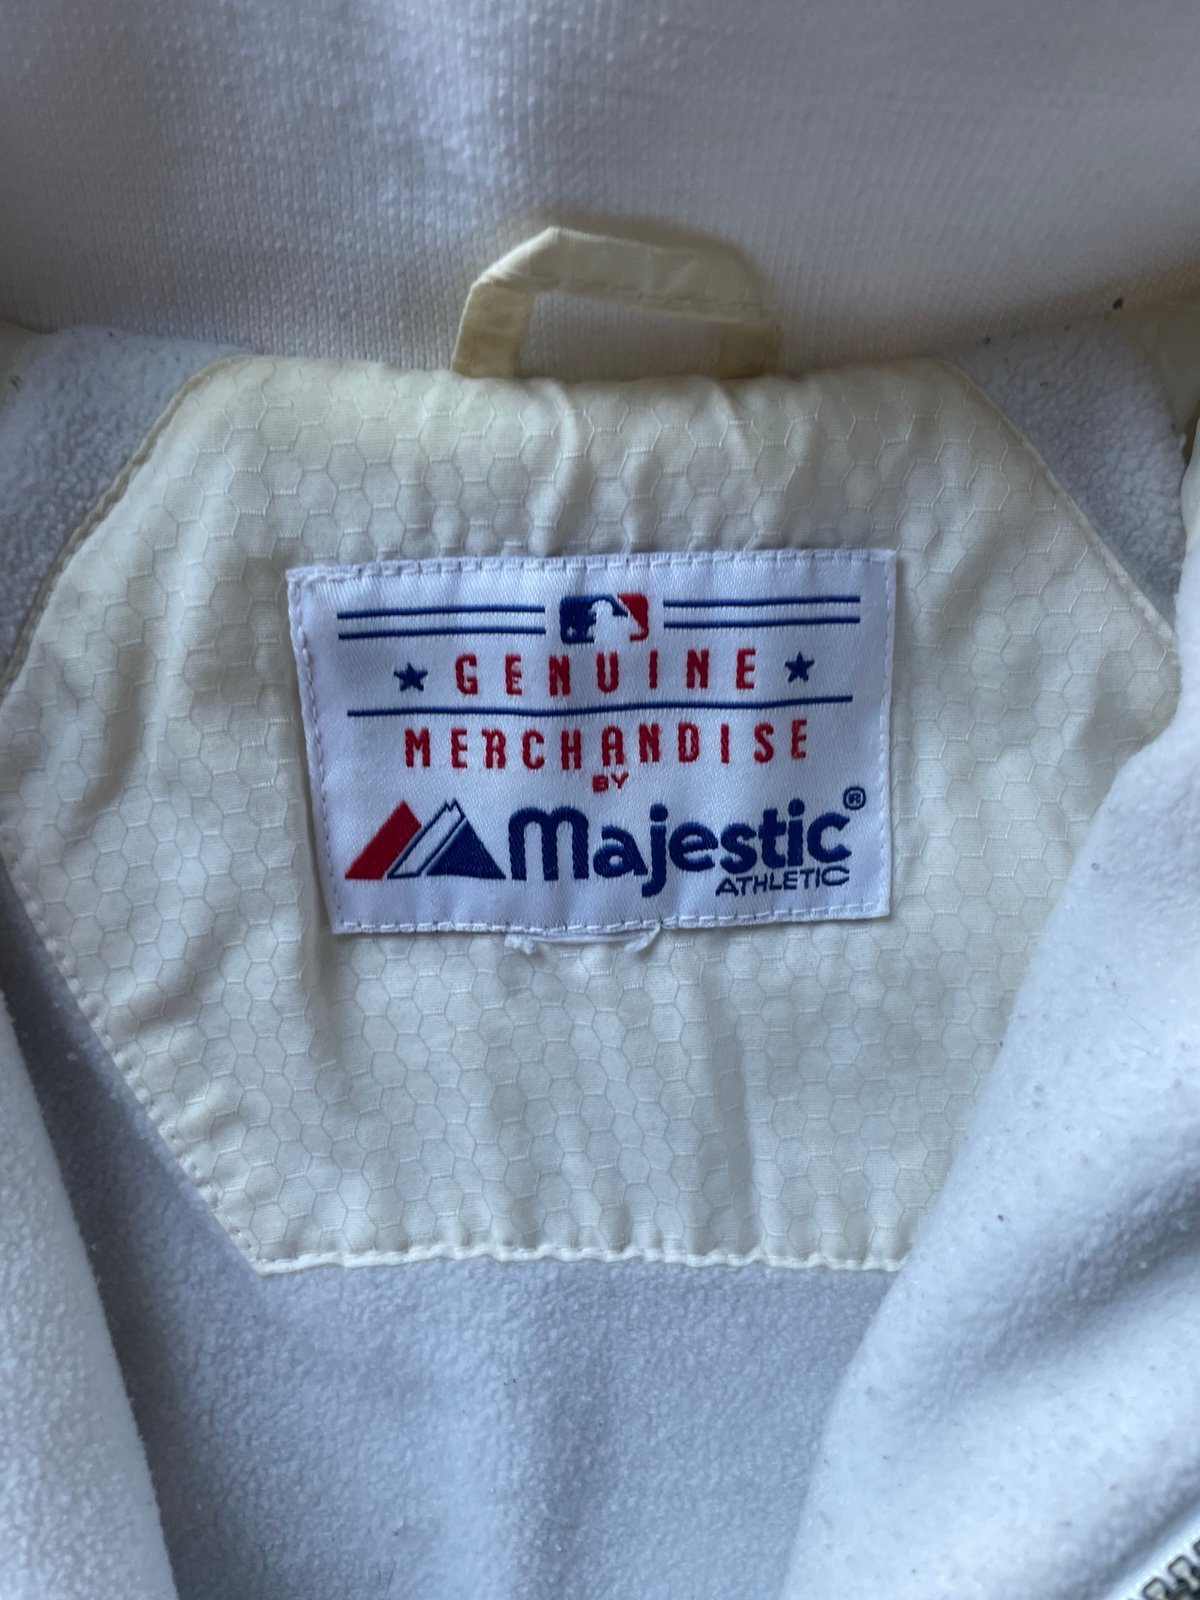 GENUINE
MERCHANDISE
BY
Majestic®
ATHLETIC